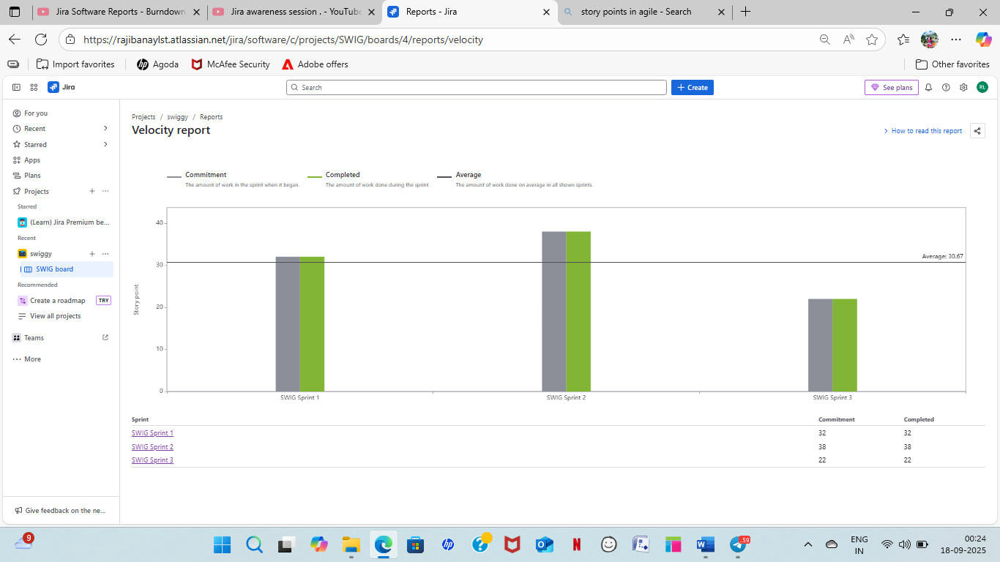 Jira Software Reports - Burndown
Jira awareness session . - YouTube
Reports - Jira
story points in agile - Search
https://rajibanaylst.atlassian.net/jira/software/c/projects/SWIG/boards/4/reports/velocity
Import favorites
Agoda
McAfee Security
Adobe offers
Other favorites
Jira
Search
Create
See plans
RL
For you
Recent
Starred
Apps
Plans
Projects
Starred
(Learn) Jira Premium be...
Recent
swiggy
SWIG board
Recommended
Create a roadmap TRY
View all projects
Teams
More
Give feedback on the ne...
Projects / swiggy / Reports
Velocity report
How to read this report
Commitment
The amount of work in the sprint when it began.
Completed
The amount of work done during the sprint.
Average
The amount of work done on average in all shown sprints.
Story point
40
30
20
10
0
Average: 30.67
SWIG Sprint 1
SWIG Sprint 2
SWIG Sprint 3
Sprint Commitment Completed
SWIG Sprint 1 32 32
SWIG Sprint 2 38 38
SWIG Sprint 3 22 22
9
59
ENG
IN
00:24
18-09-2025